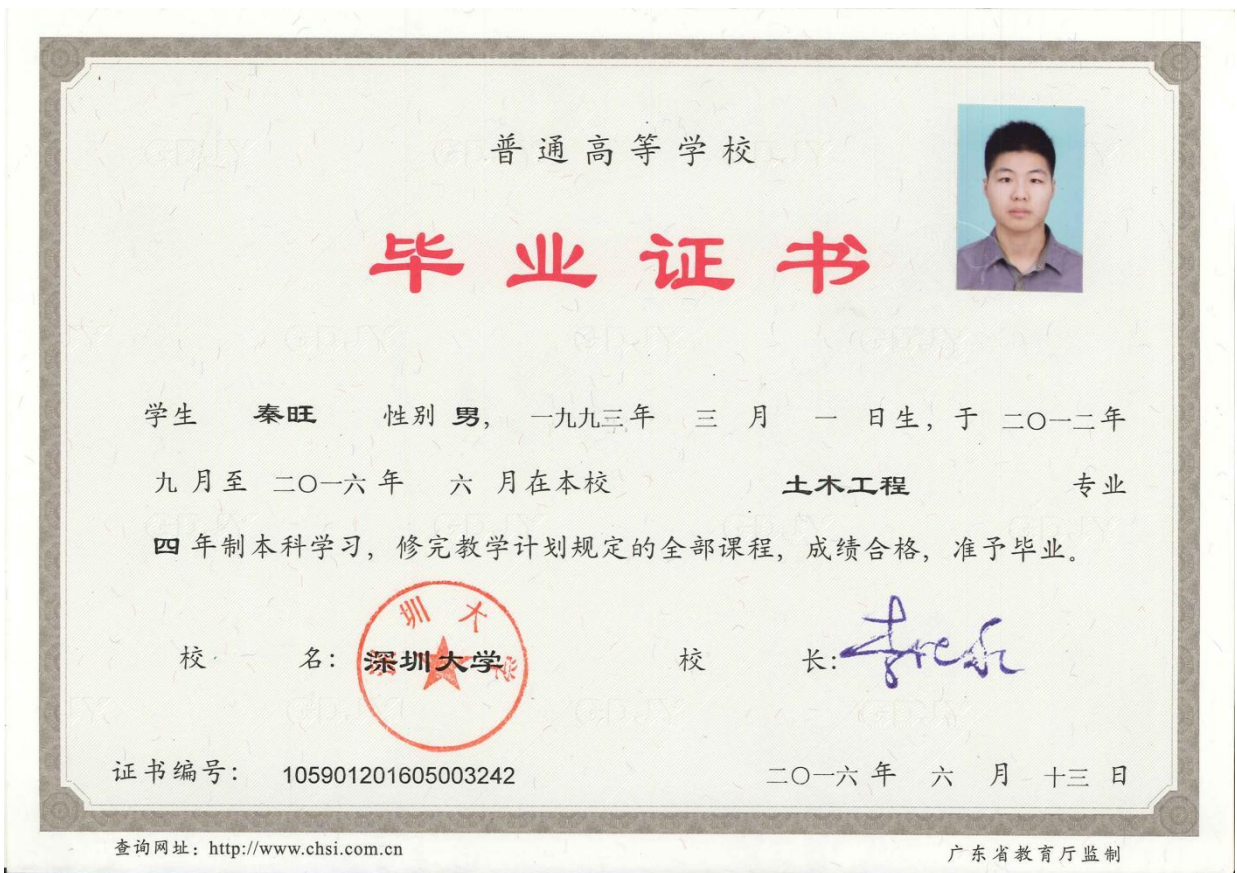 普通高等学校
毕业证书
学生 秦旺 性别 男, 一九九三年 三 月 一 日生, 于 二○一二年
九 月至 二○一六 年 六 月在本校 土木工程 专业
四 年制本科学习, 修完教学计划规定的全部课程, 成绩合格, 准予毕业。
校 名: 深圳大学 校 长:
深圳大学
证书编号: 105901201605003242 二○一六 年 六 月 十三 日
查询网址: http://www.chsi.com.cn 广东省教育厅监制